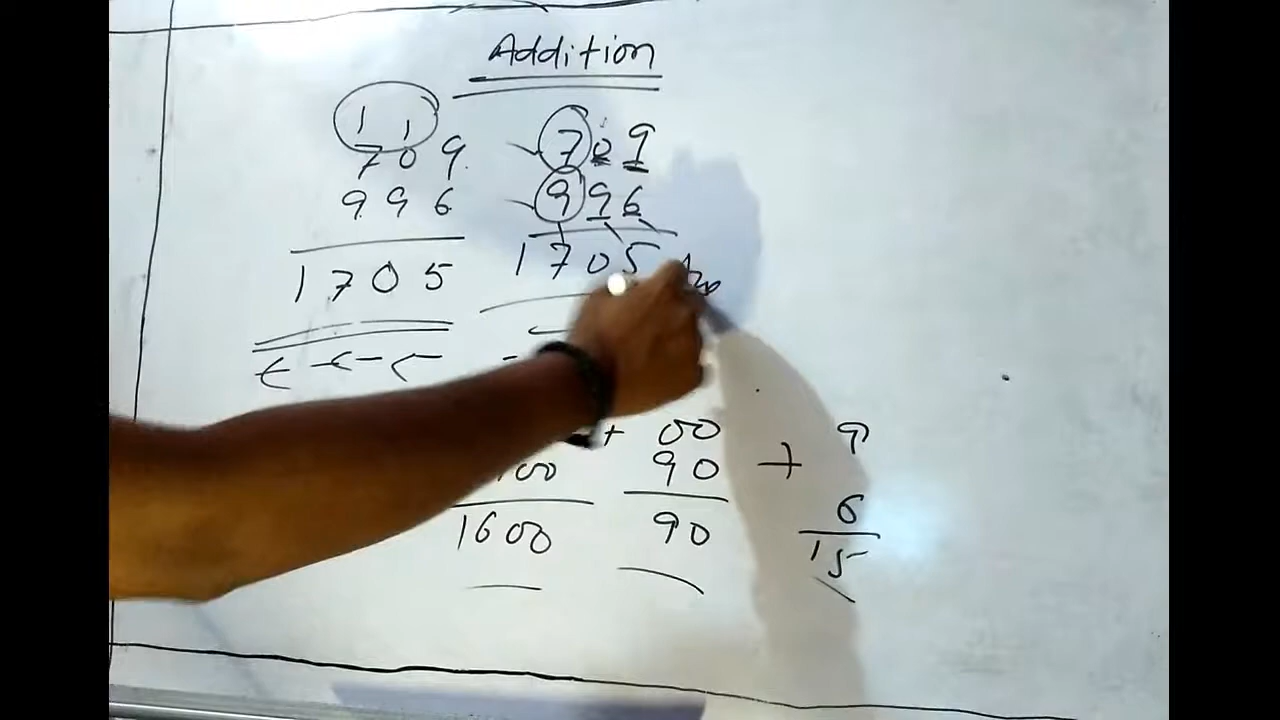 Addition
1 1
7 0 9
9 9 6
1 7 0 5
7 0 9
9 9 6
1 7 0 5
+ 00 + 9
00 90 6
1600 90 15